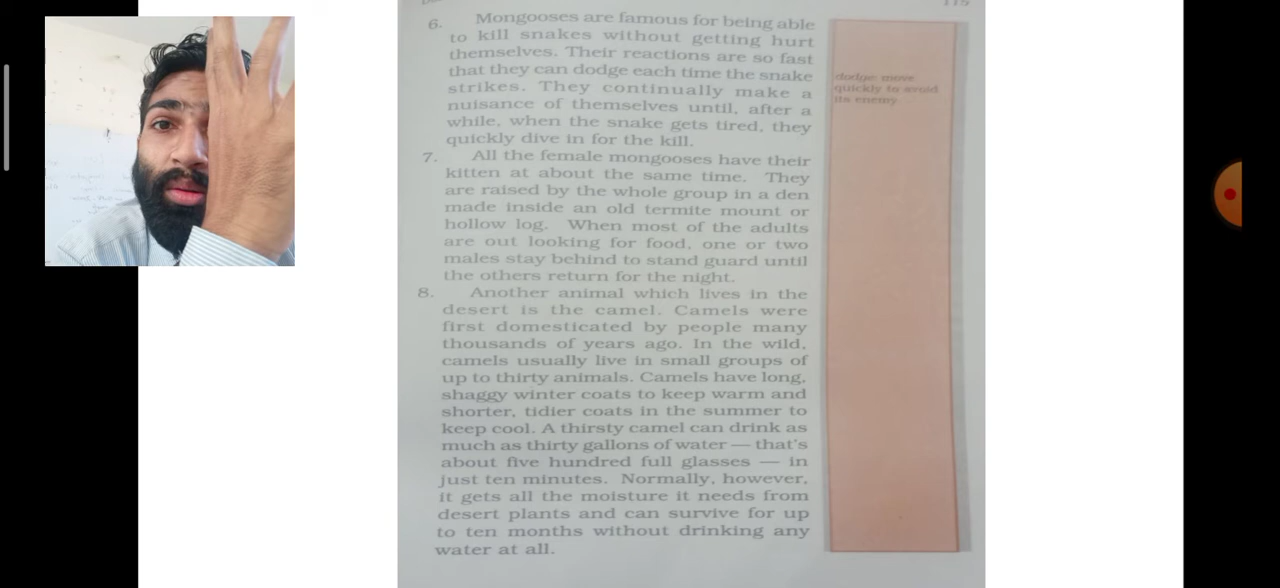 115
6. Mongooses are famous for being able
to kill snakes without getting hurt
themselves. Their reactions are so fast
that they can dodge each time the snake
strikes. They continually make a
nuisance of themselves until, after a
while, when the snake gets tired, they
quickly dive in for the kill.
dodge: move
quickly to avoid
its enemy
7. All the female mongooses have their
kitten at about the same time. They
are raised by the whole group in a den
made inside an old termite mount or
hollow log. When most of the adults
are out looking for food, one or two
males stay behind to stand guard until
the others return for the night.
8. Another animal which lives in the
desert is the camel. Camels were
first domesticated by people many
thousands of years ago. In the wild,
camels usually live in small groups of
up to thirty animals. Camels have long,
shaggy winter coats to keep warm and
shorter, tidier coats in the summer to
keep cool. A thirsty camel can drink as
much as thirty gallons of water — that's
about five hundred full glasses — in
just ten minutes. Normally, however,
it gets all the moisture it needs from
desert plants and can survive for up
to ten months without drinking any
water at all.